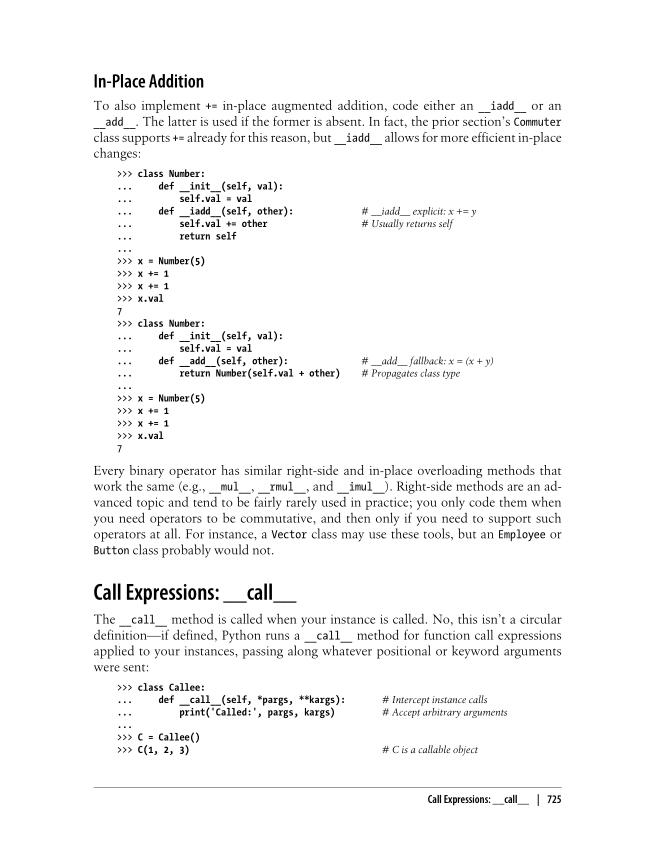 In-Place Addition
To also implement += in-place augmented addition, code either an __iadd__ or an
__add__. The latter is used if the former is absent. In fact, the prior section's Commuter
class supports += already for this reason, but __iadd__ allows for more efficient in-place
changes:
>>> class Number:
...     def __init__(self, val):
...         self.val = val
...     def __iadd__(self, other):             # __iadd__ explicit: x += y
...         self.val += other                  # Usually returns self
...         return self
...
>>> x = Number(5)
>>> x += 1
>>> x += 1
>>> x.val
7
>>> class Number:
...     def __init__(self, val):
...         self.val = val
...     def __add__(self, other):              # __add__ fallback: x = (x + y)
...         return Number(self.val + other)    # Propagates class type
...
>>> x = Number(5)
>>> x += 1
>>> x += 1
>>> x.val
7
Every binary operator has similar right-side and in-place overloading methods that
work the same (e.g., __mul__, __rmul__, and __imul__). Right-side methods are an ad-
vanced topic and tend to be fairly rarely used in practice; you only code them when
you need operators to be commutative, and then only if you need to support such
operators at all. For instance, a Vector class may use these tools, but an Employee or
Button class probably would not.
Call Expressions: __call__
The __call__ method is called when your instance is called. No, this isn't a circular
definition—if defined, Python runs a __call__ method for function call expressions
applied to your instances, passing along whatever positional or keyword arguments
were sent:
>>> class Callee:
...     def __call__(self, *pargs, **kargs):       # Intercept instance calls
...         print('Called:', pargs, kargs)         # Accept arbitrary arguments
...
>>> C = Callee()
>>> C(1, 2, 3)                                     # C is a callable object
Call Expressions: __call__ | 725